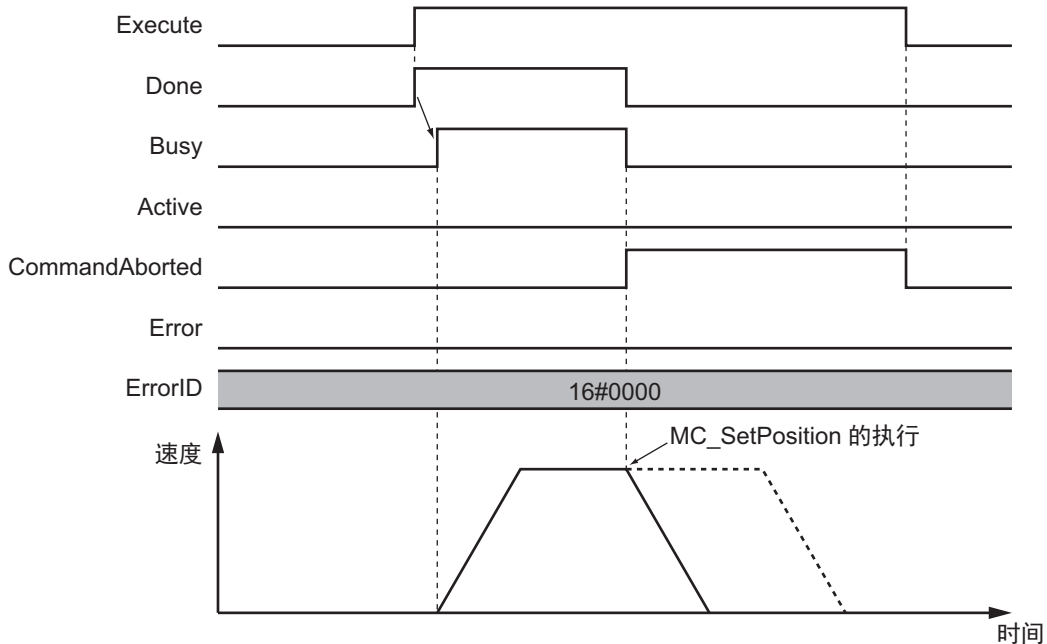 Execute
Done
Busy
Active
CommandAborted
Error
ErrorID
16#0000
速度
MC_SetPosition 的执行
时间